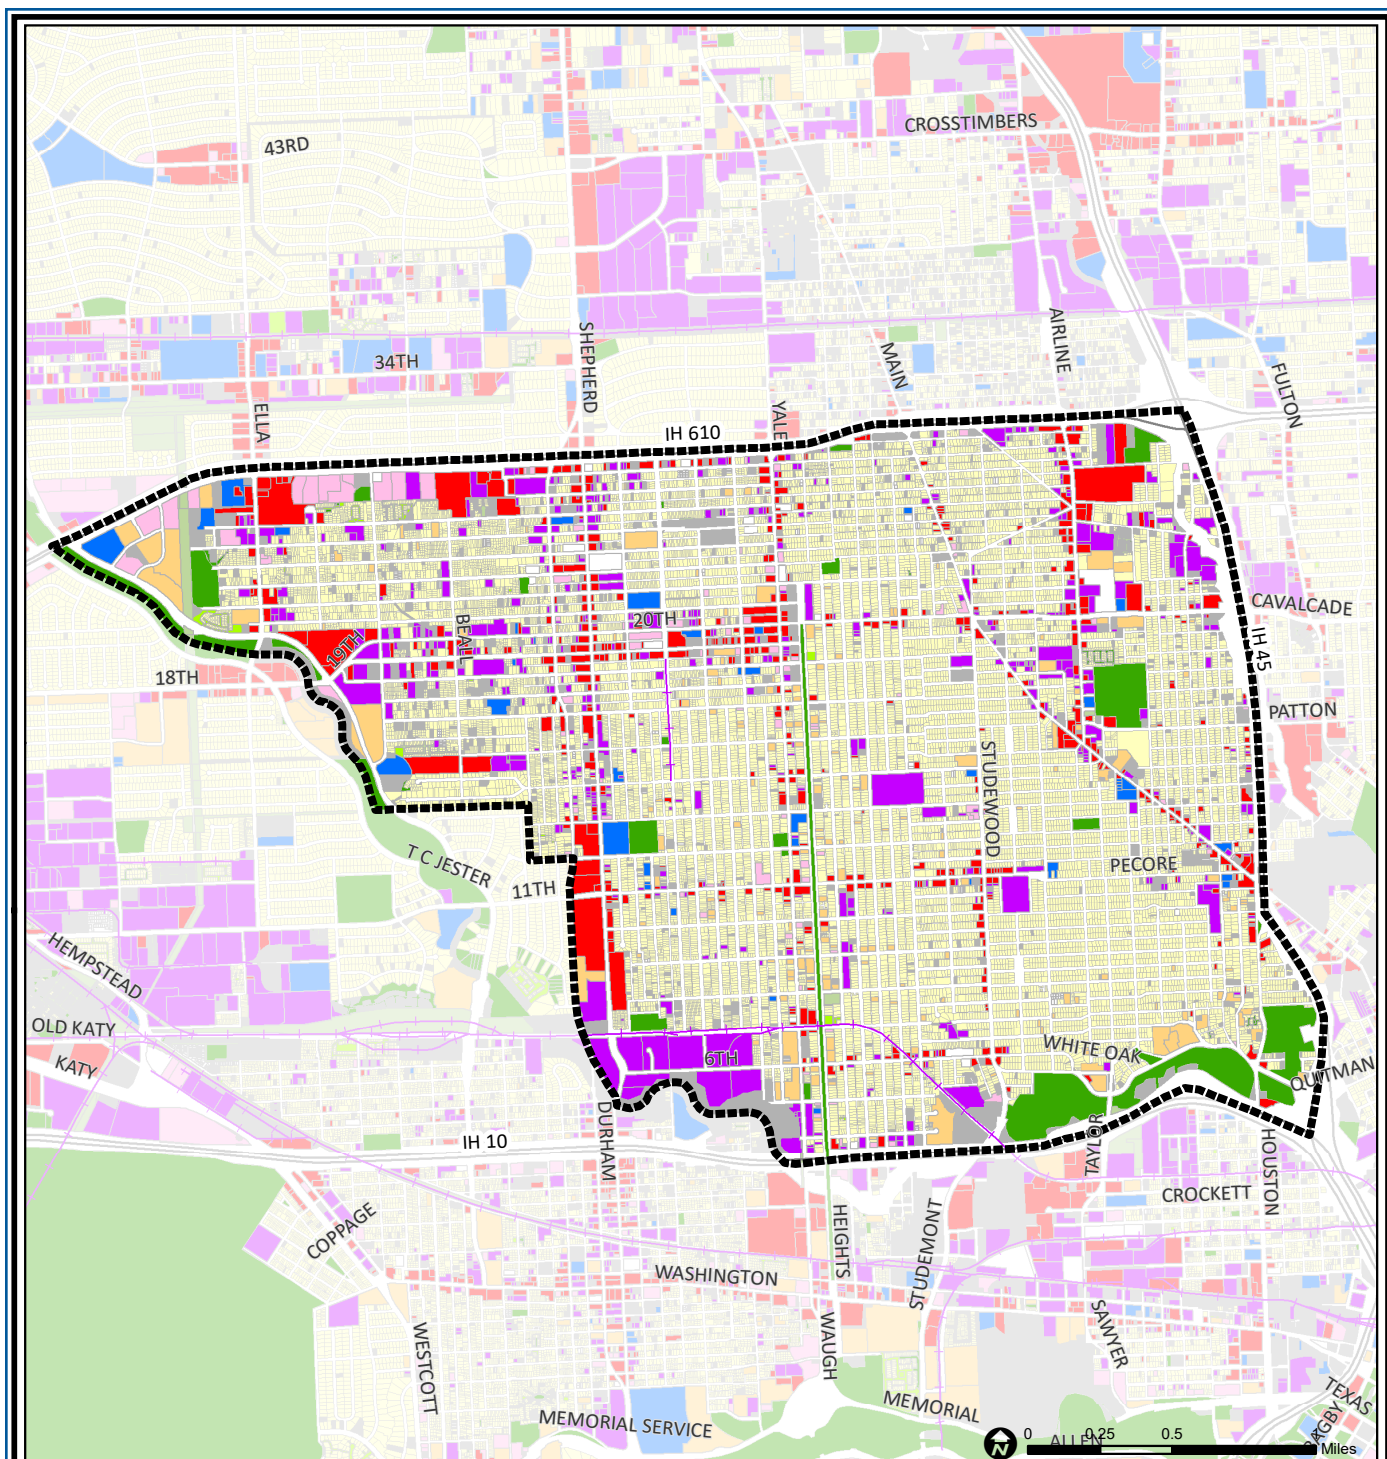 CROSSTIMBERS
43RD
SHEPHERD
AIRLINE
MAIN
34TH
FULTON
ELLA
YALE
IH 610
CAVALCADE
20TH
BEALL
19TH
IH 45
18TH
PATTON
STUDEWOOD
T C JESTER
PECORE
11TH
HEMPSTEAD
OLD KATY
KATY
6TH
WHITE OAK
QUITMAN
DURHAM
IH 10
TAYLOR
HOUSTON
CROCKETT
COPPAGE
HEIGHTS
STUDEMONT
WASHINGTON
SAWYER
WAUGH
WESTCOTT
TEXAS
MEMORIAL
BAGBY
MEMORIAL SERVICE
ALLEN
N
0 0.25 0.5
Miles